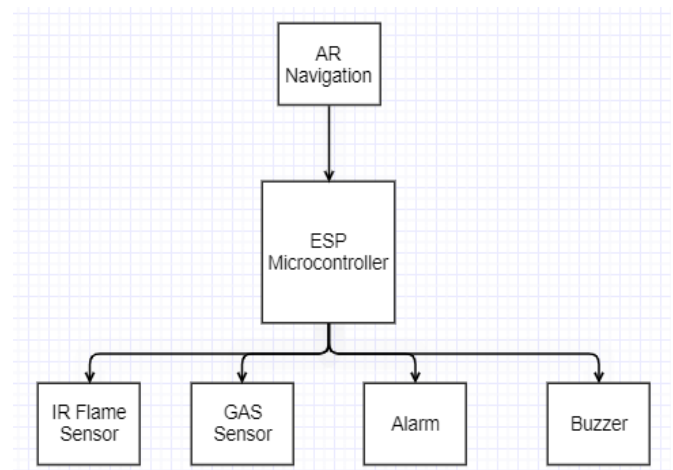 AR
Navigation
ESP
Microcontroller
IR Flame
Sensor
GAS
Sensor
Alarm
Buzzer